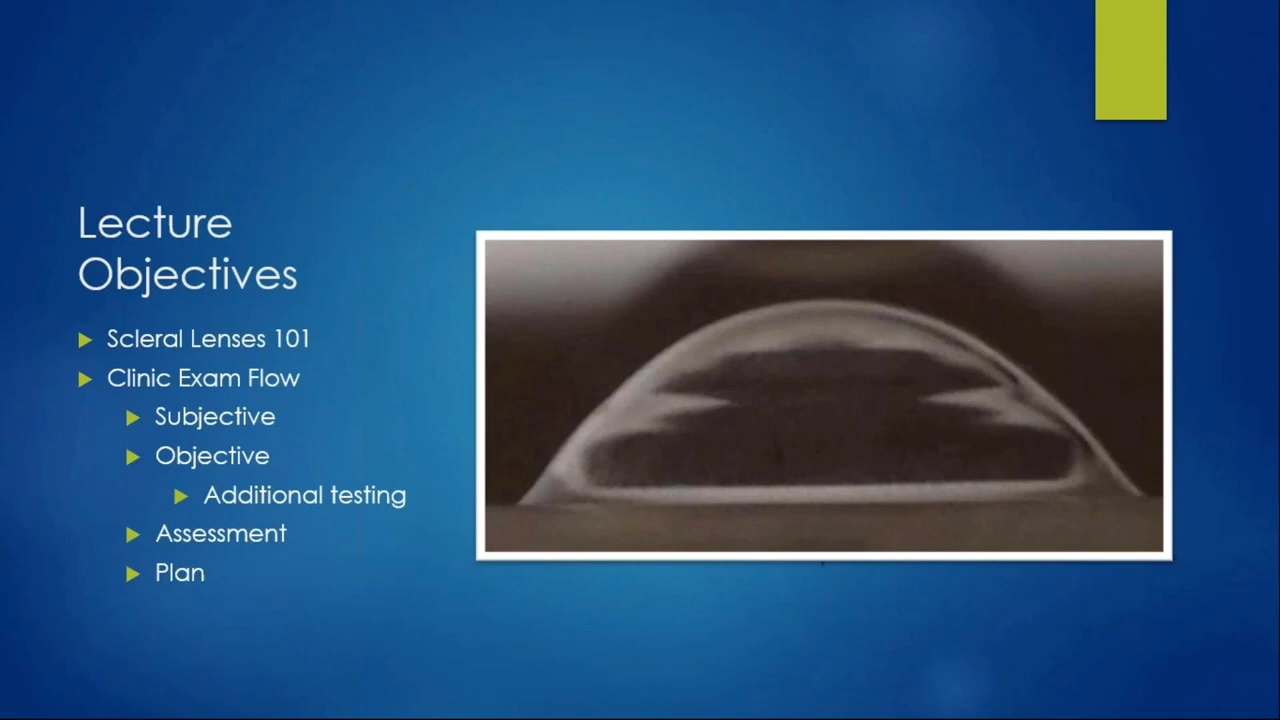 Lecture
Objectives
Scleral Lenses 101
Clinic Exam Flow
Subjective
Objective
Additional testing
Assessment
Plan